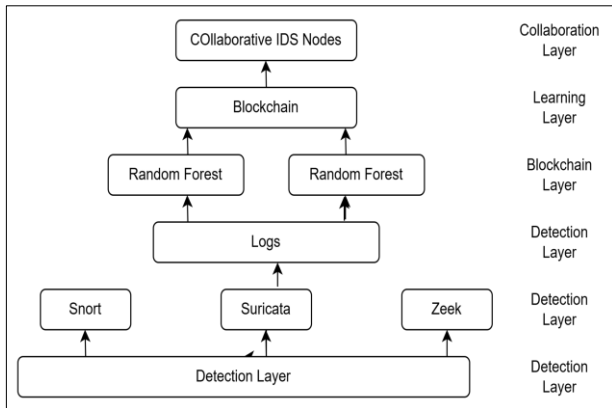 COllaborative IDS Nodes
Collaboration
Layer
Blockchain
Learning
Layer
Random Forest
Random Forest
Blockchain
Layer
Logs
Detection
Layer
Snort
Suricata
Zeek
Detection
Layer
Detection Layer
Detection
Layer